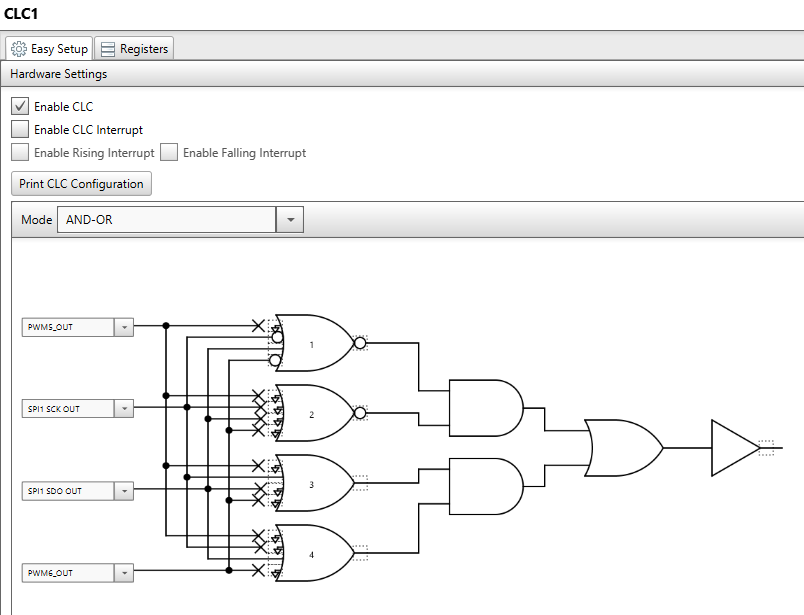 CLC1
Easy Setup Registers
Hardware Settings
Enable CLC
Enable CLC Interrupt
Enable Rising Interrupt Enable Falling Interrupt
Print CLC Configuration
Mode AND-OR
PWM5_OUT
1
SPI1 SCK OUT
2
SPI1 SDO OUT
3
4
PWM6_OUT